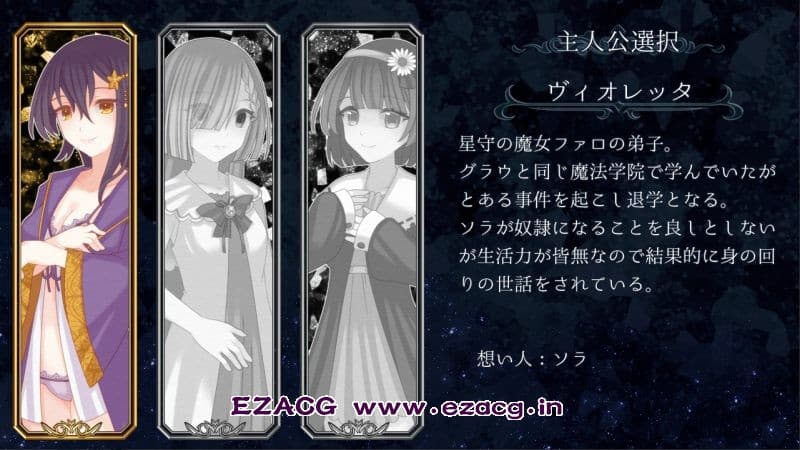 主人公選択
ヴィオレッタ
星守の魔女ファロの弟子。
グラウと同じ魔法学院で学んでいたが
とある事件を起こし退学となる。
ソラが奴隷になることを良しとしない
が生活力が皆無なので結果的に身の回
りの世話をされている。
想い人：ソラ
EZACG www.ezacg.in